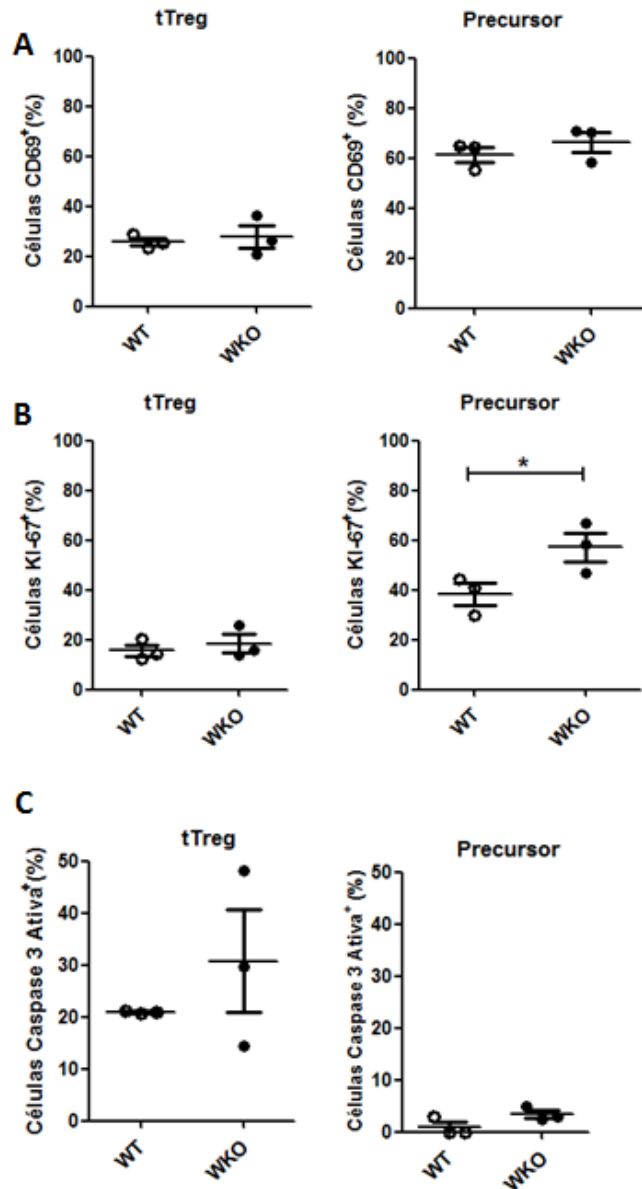 A
tTreg
Precursor
Células CD69⁺(%)
100
80
60
40
20
0
WT
WKO
Células CD69⁺ (%)
100
80
60
40
20
0
WT
WKO
B
tTreg
Precursor
Células KI-67⁺(%)
100
80
60
40
20
0
WT
WKO
Células KI-67⁺ (%)
100
80
60
40
20
0
*
WT
WKO
C
tTreg
Precursor
Células Caspase 3 Ativa⁺(%)
50
40
30
20
10
0
WT
WKO
Células Caspase 3 Ativa⁺ (%)
50
40
30
20
10
0
WT
WKO